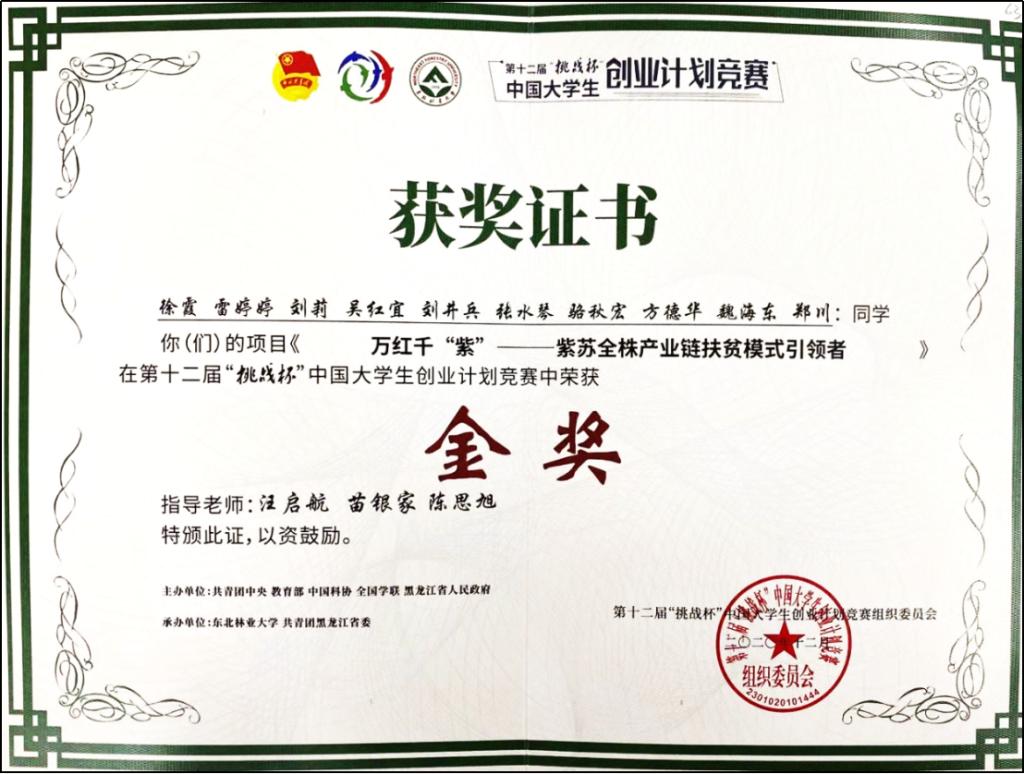 63
第十二届“挑战杯”
中国大学生 创业计划竞赛
获奖证书
徐霞 雷婷婷 刘莉 吴红宜 刘井兵 张水琴 骆秋宏 方德华 魏海东 郑川：同学
你（们）的项目《 万红千“紫”——紫苏全株产业链扶贫模式引领者 》
在第十二届“挑战杯”中国大学生创业计划竞赛中荣获
金 奖
指导老师：汪启航 苗银家 陈思旭
特颁此证，以资鼓励。
主办单位：共青团中央 教育部 中国科协 全国学联 黑龙江省人民政府
承办单位：东北林业大学 共青团黑龙江省委
第十二届“挑战杯”中国大学生创业计划竞赛组织委员会
二〇二〇年十二月
组织委员会
2301020101444